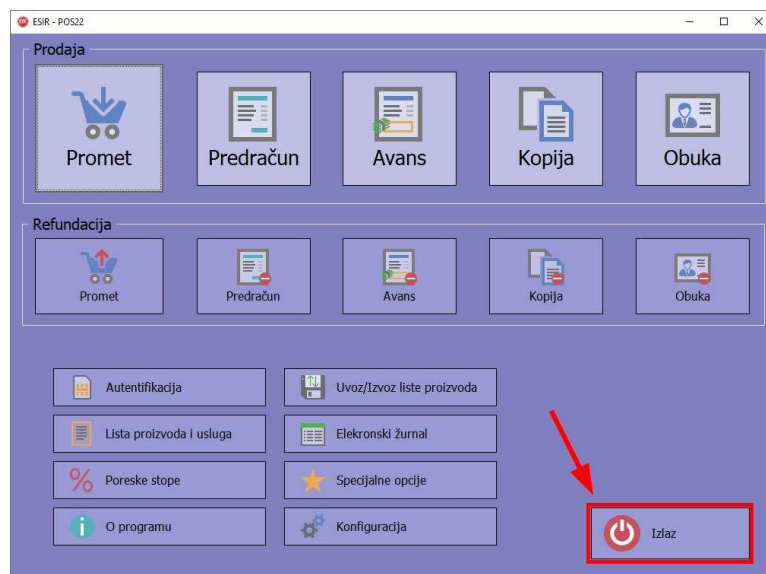 ESIR - POS22
Prodaja
Promet
Predračun
Avans
Kopija
Obuka
Refundacija
Promet
Predračun
Avans
Kopija
Obuka
Autentifikacija
Uvoz/Izvoz liste proizvoda
Lista proizvoda i usluga
Elekronski žurnal
Poreske stope
Specijalne opcije
O programu
Konfiguracija
Izlaz